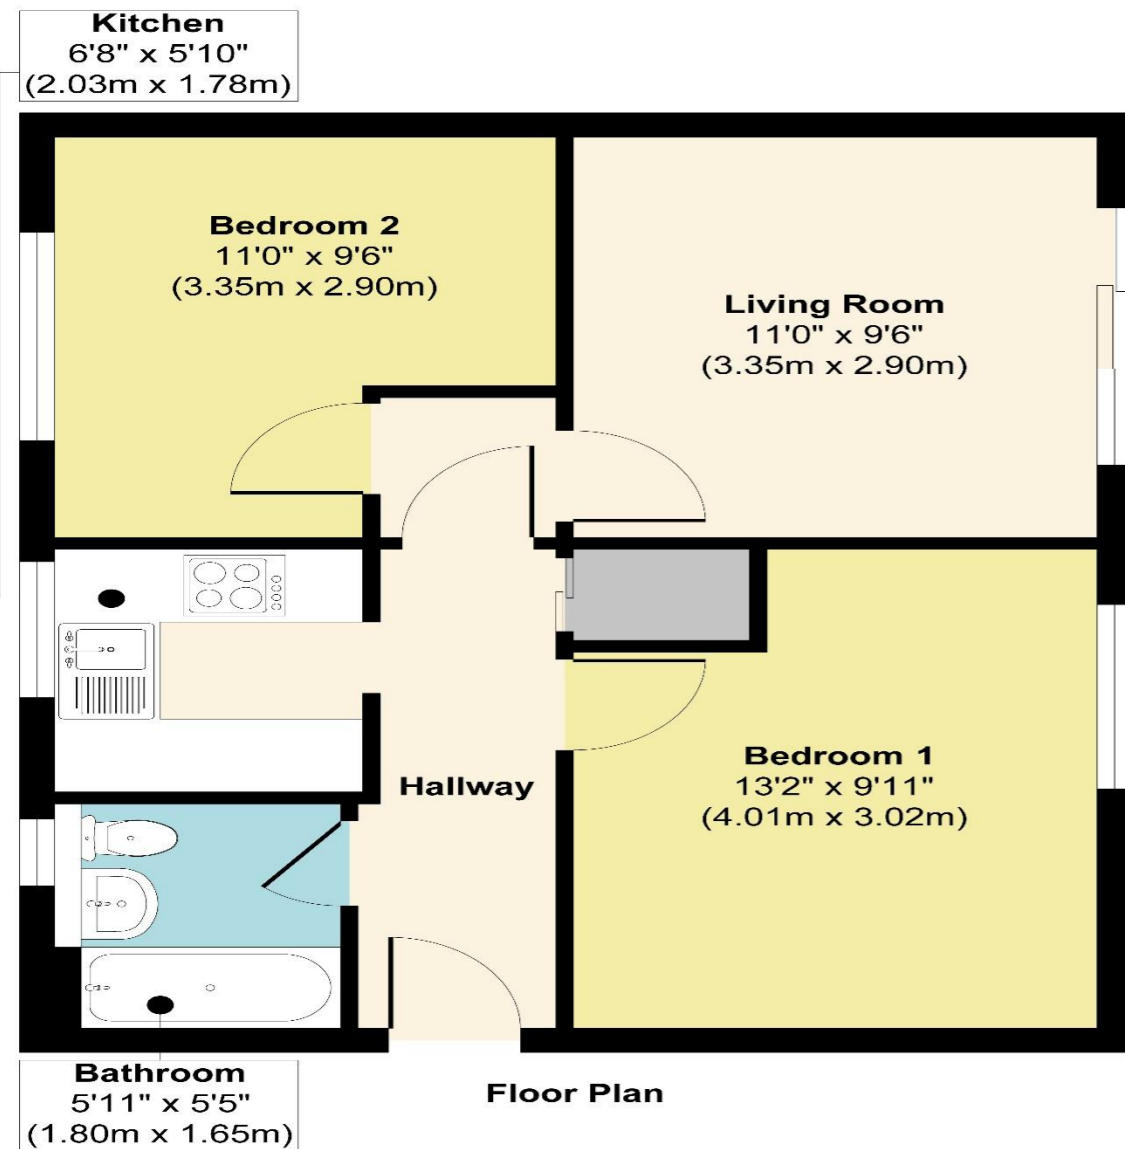 Kitchen
6'8" x 5'10"
(2.03m x 1.78m)
Bedroom 2
11'0" x 9'6"
(3.35m x 2.90m)
Living Room
11'0" x 9'6"
(3.35m x 2.90m)
Bedroom 1
13'2" x 9'11"
(4.01m x 3.02m)
Hallway
Bathroom
5'11" x 5'5"
(1.80m x 1.65m)
Floor Plan